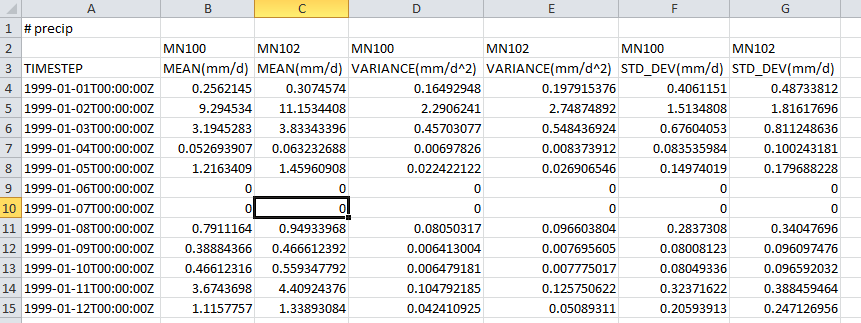 A B C D E F G
1 # precip
2 MN100 MN102 MN100 MN102 MN100 MN102
3 TIMESTEP MEAN(mm/d) MEAN(mm/d) VARIANCE(mm/d^2) VARIANCE(mm/d^2) STD_DEV(mm/d) STD_DEV(mm/d)
4 1999-01-01T00:00:00Z 0.2562145 0.3074574 0.16492948 0.197915376 0.4061151 0.48733812
5 1999-01-02T00:00:00Z 9.294534 11.1534408 2.2906241 2.74874892 1.5134808 1.81617696
6 1999-01-03T00:00:00Z 3.1945283 3.83343396 0.45703077 0.548436924 0.67604053 0.811248636
7 1999-01-04T00:00:00Z 0.052693907 0.063232688 0.00697826 0.008373912 0.083535984 0.100243181
8 1999-01-05T00:00:00Z 1.2163409 1.45960908 0.022422122 0.026906546 0.14974019 0.179688228
9 1999-01-06T00:00:00Z 0 0 0 0 0 0
10 1999-01-07T00:00:00Z 0 0 0 0 0 0
11 1999-01-08T00:00:00Z 0.7911164 0.94933968 0.08050317 0.096603804 0.2837308 0.34047696
12 1999-01-09T00:00:00Z 0.38884366 0.466612392 0.006413004 0.007695605 0.08008123 0.096097476
13 1999-01-10T00:00:00Z 0.46612316 0.559347792 0.006479181 0.007775017 0.08049336 0.096592032
14 1999-01-11T00:00:00Z 3.6743698 4.40924376 0.104792185 0.125750622 0.32371622 0.388459464
15 1999-01-12T00:00:00Z 1.1157757 1.33893084 0.042410925 0.05089311 0.20593913 0.247126956